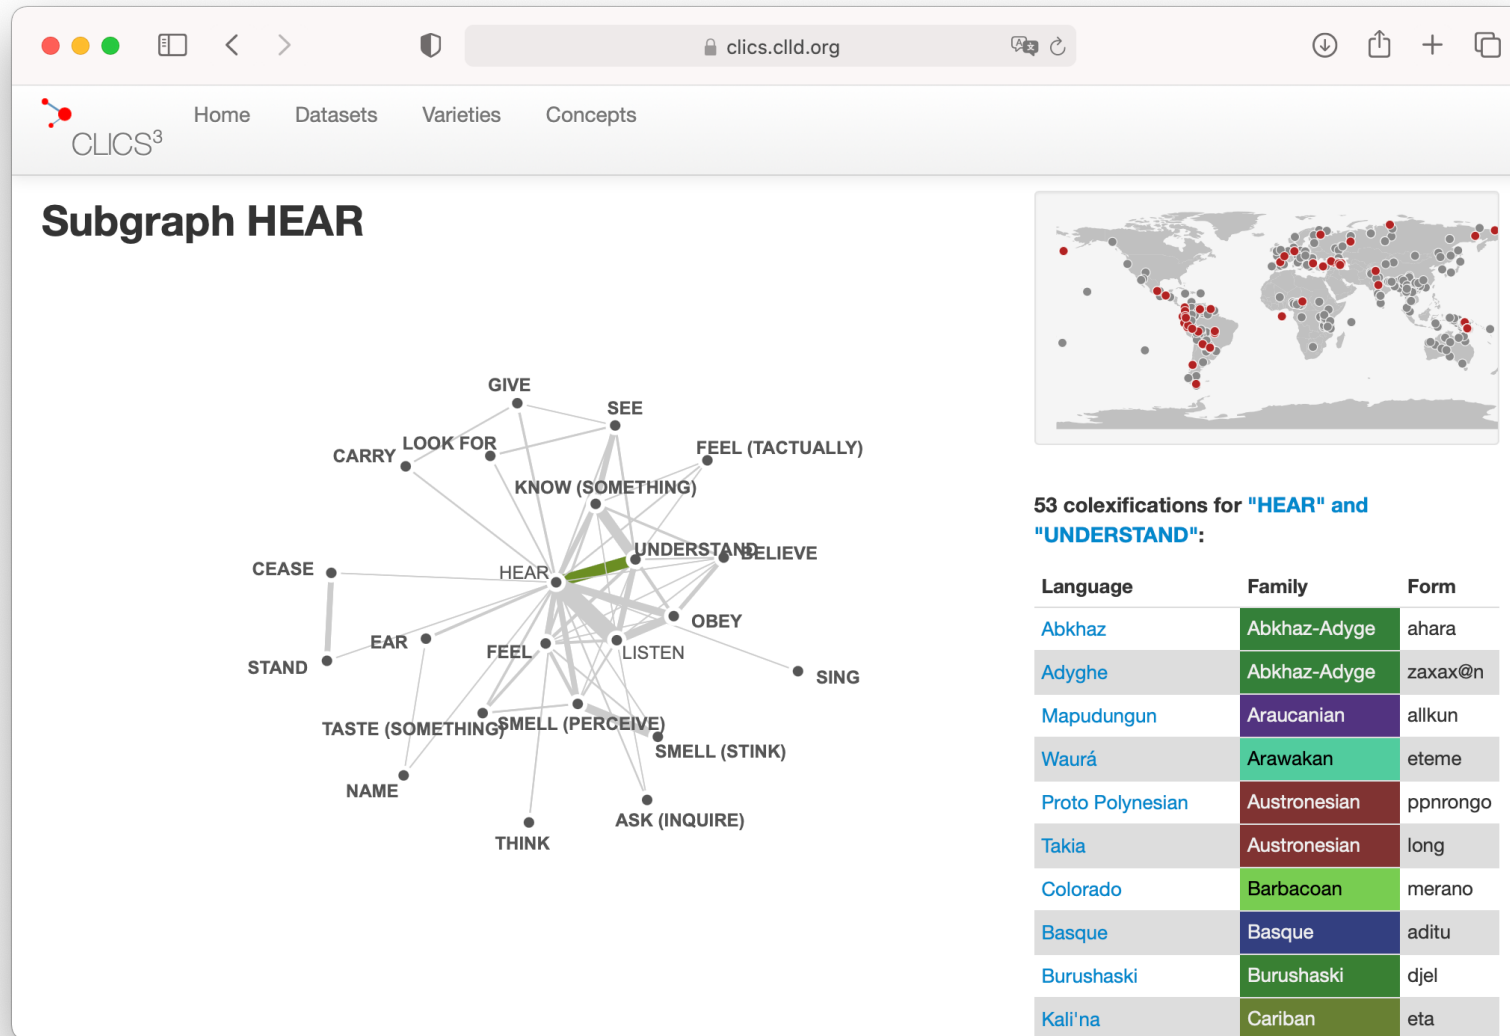 clics.clld.org
CLICS³
Home Datasets Varieties Concepts
Subgraph HEAR
GIVE
SEE
LOOK FOR
CARRY
FEEL (TACTUALLY)
KNOW (SOMETHING)
UNDERSTAND
BELIEVE
HEAR
CEASE
OBEY
EAR
FEEL
LISTEN
STAND
SING
TASTE (SOMETHING)
SMELL (PERCEIVE)
SMELL (STINK)
NAME
ASK (INQUIRE)
THINK
53 colexifications for "HEAR" and
"UNDERSTAND":
Language Family Form
Abkhaz Abkhaz-Adyge ahara
Adyghe Abkhaz-Adyge zaxax@n
Mapudungun Araucanian allkun
Waurá Arawakan eteme
Proto Polynesian Austronesian ppnrongo
Takia Austronesian long
Colorado Barbacoan merano
Basque Basque aditu
Burushaski Burushaski djel
Kali'na Cariban eta